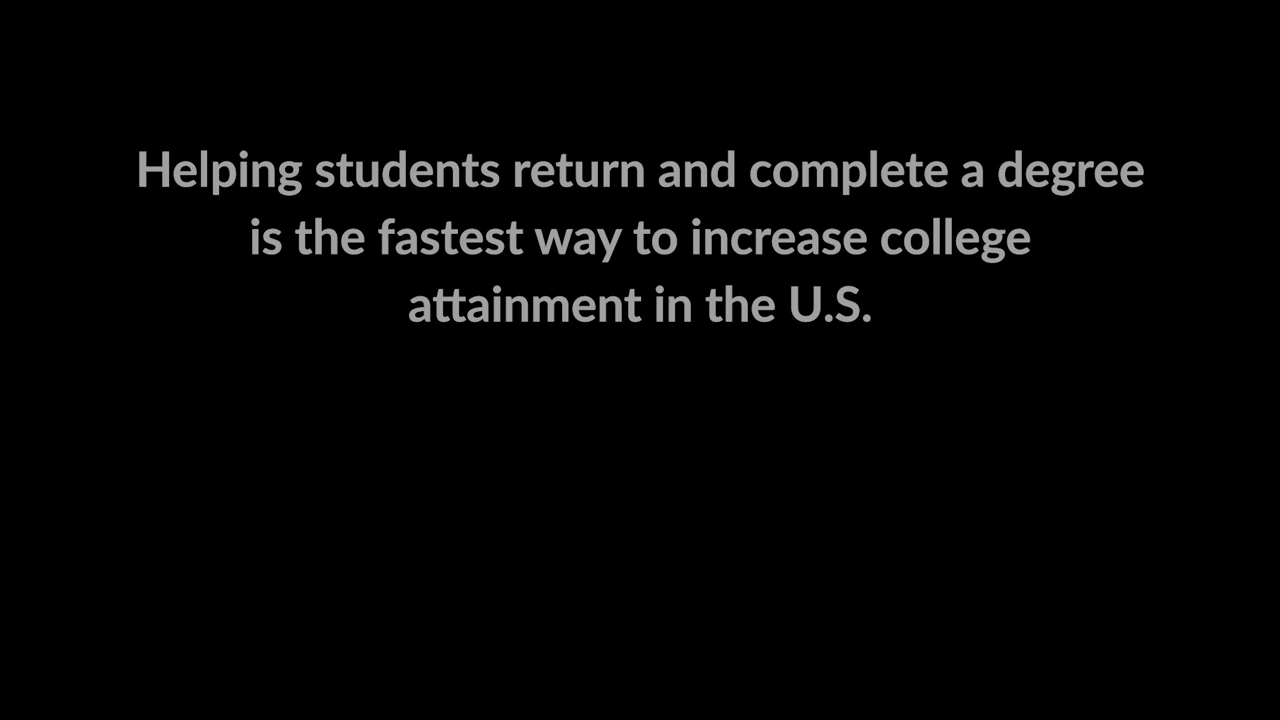 Helping students return and complete a degree
is the fastest way to increase college
attainment in the U.S.